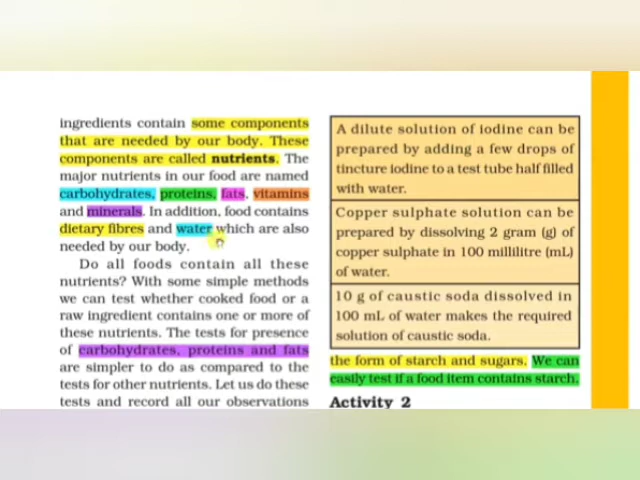 ingredients contain some components
that are needed by our body. These
components are called nutrients. The
major nutrients in our food are named
carbohydrates, proteins, fats, vitamins
and minerals. In addition, food contains
dietary fibres and water which are also
needed by our body.
Do all foods contain all these
nutrients? With some simple methods
we can test whether cooked food or a
raw ingredient contains one or more of
these nutrients. The tests for presence
of carbohydrates, proteins and fats
are simpler to do as compared to the
tests for other nutrients. Let us do these
tests and record all our observations
A dilute solution of iodine can be
prepared by adding a few drops of
tincture iodine to a test tube half filled
with water.
Copper sulphate solution can be
prepared by dissolving 2 gram (g) of
copper sulphate in 100 millilitre (mL)
of water.
10 g of caustic soda dissolved in
100 mL of water makes the required
solution of caustic soda.
the form of starch and sugars. We can
easily test if a food item contains starch.
Activity 2